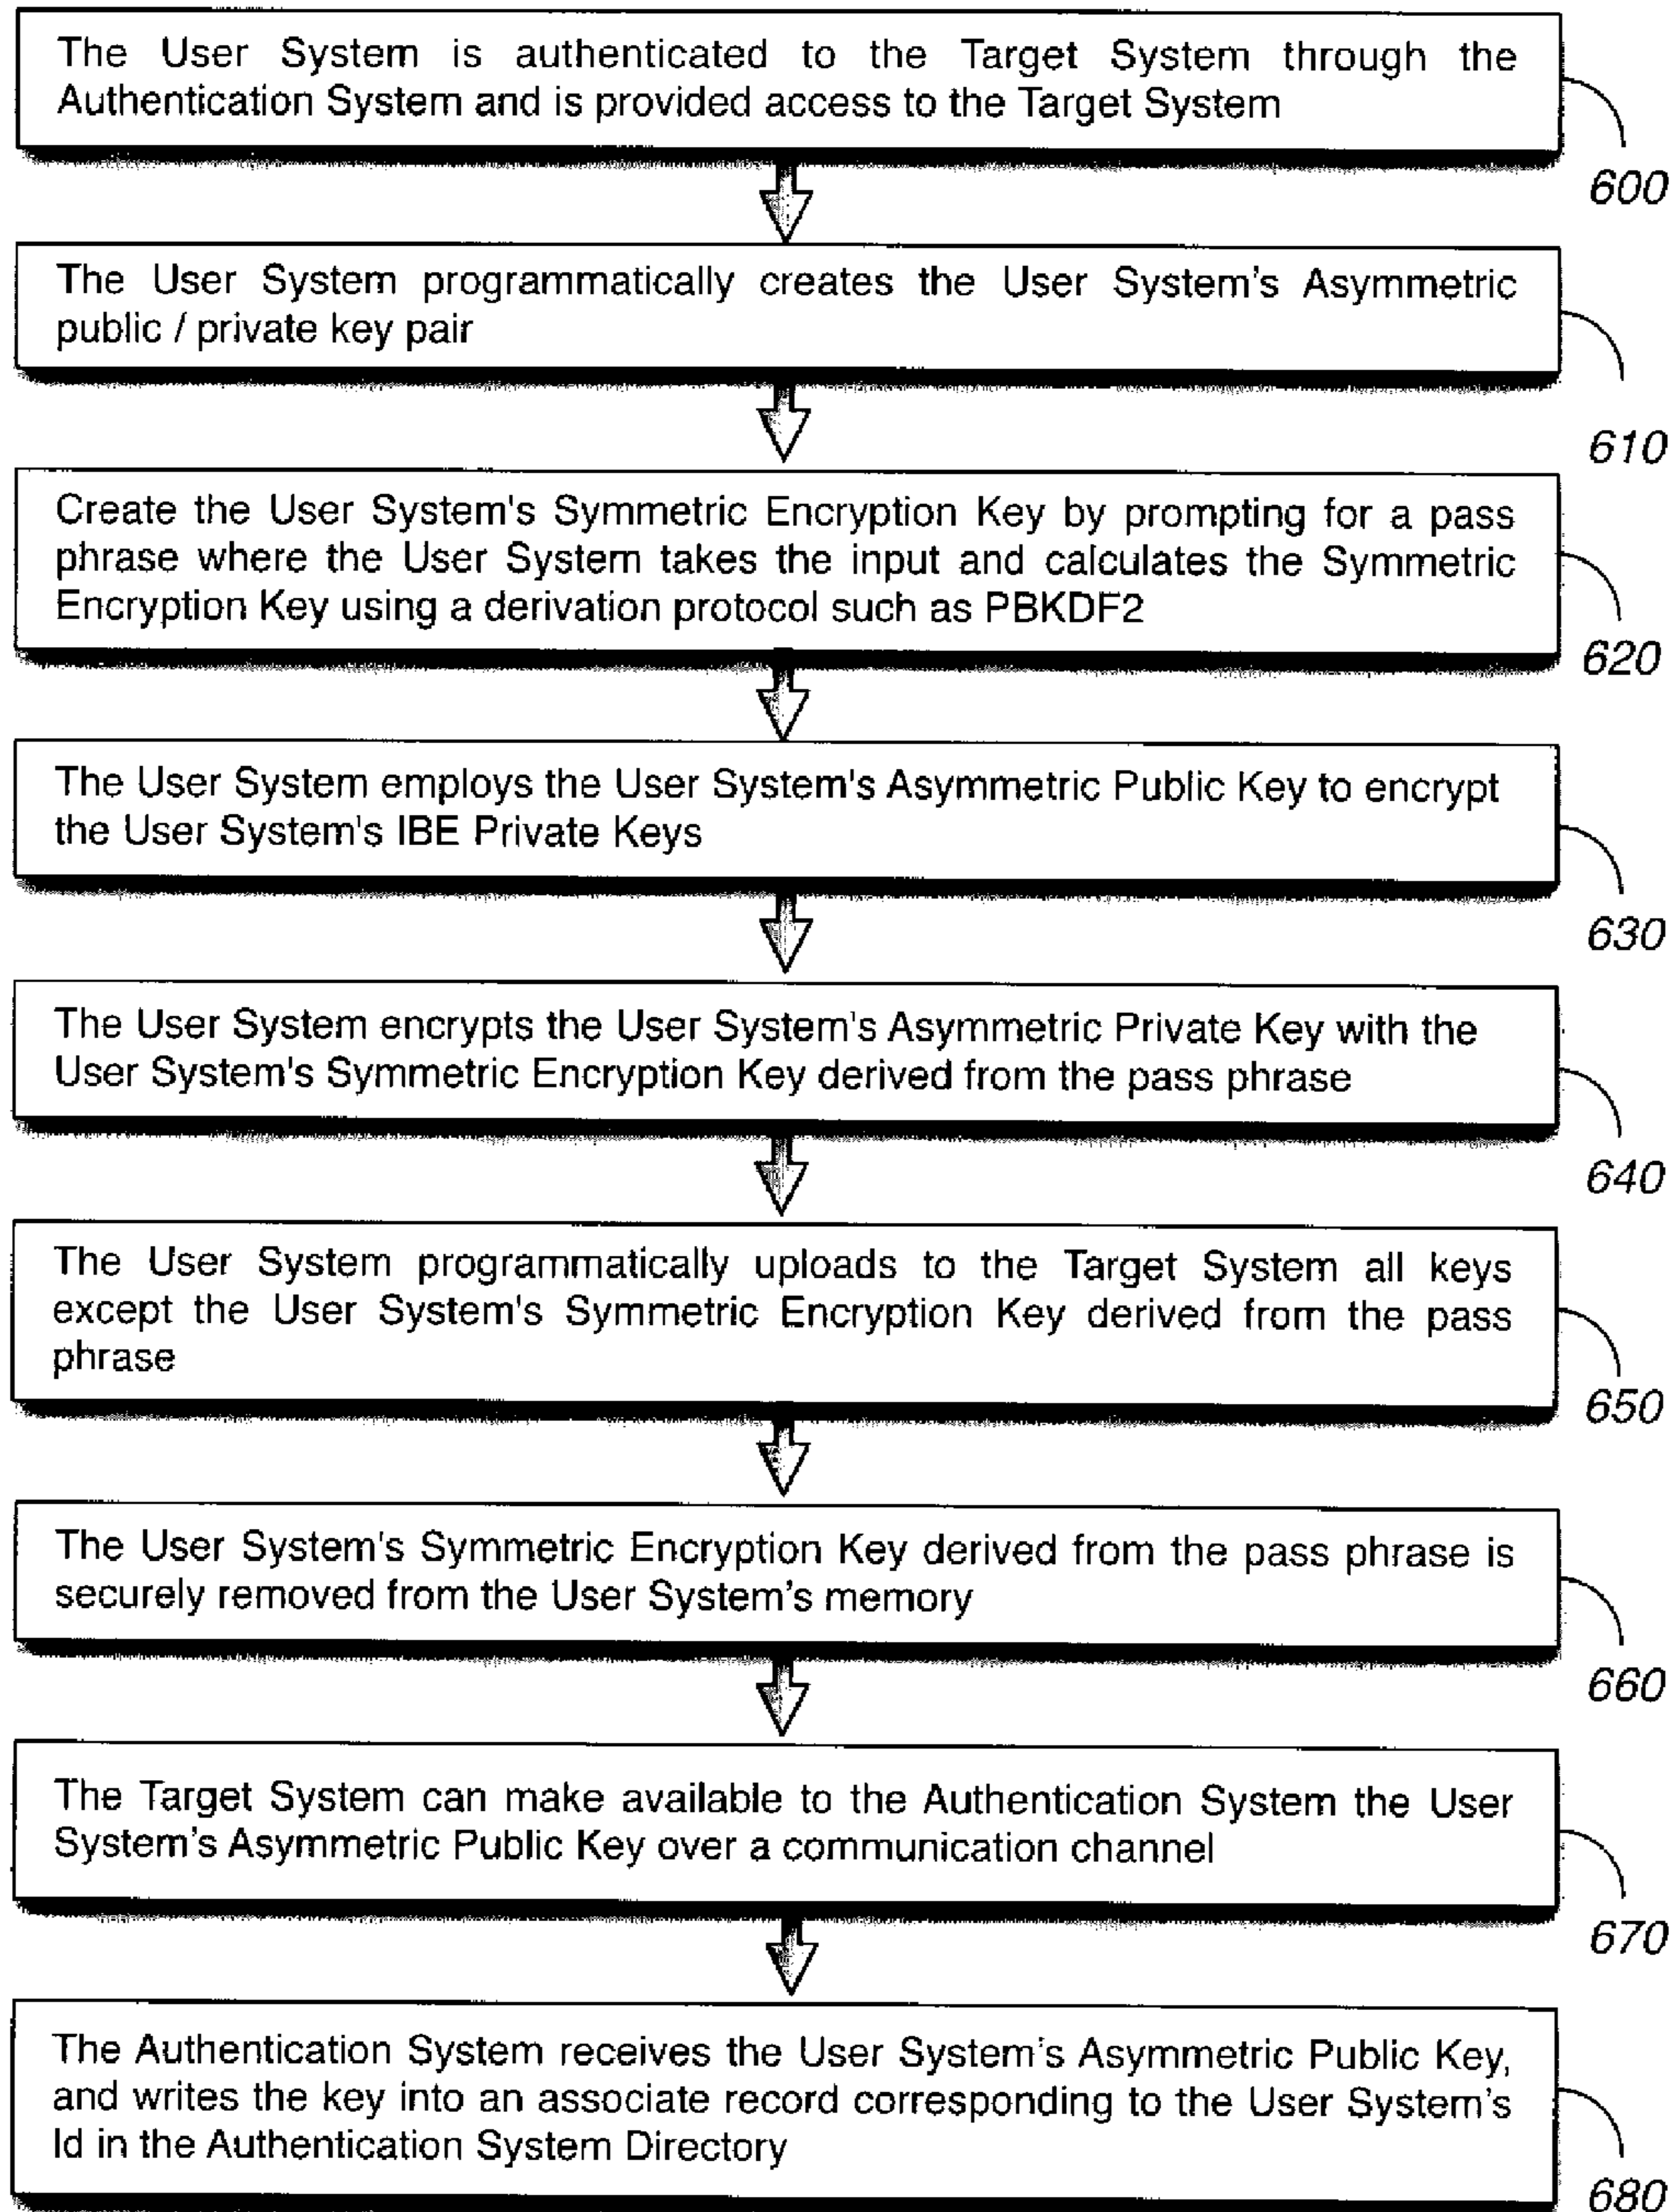 The User System is authenticated to the Target System through the
Authentication System and is provided access to the Target System
600
The User System programmatically creates the User System's Asymmetric
public / private key pair
610
Create the User System's Symmetric Encryption Key by prompting for a pass
phrase where the User System takes the input and calculates the Symmetric
Encryption Key using a derivation protocol such as PBKDF2
620
The User System employs the User System's Asymmetric Public Key to encrypt
the User System's IBE Private Keys
630
The User System encrypts the User System's Asymmetric Private Key with the
User System's Symmetric Encryption Key derived from the pass phrase
640
The User System programmatically uploads to the Target System all keys
except the User System's Symmetric Encryption Key derived from the pass
phrase
650
The User System's Symmetric Encryption Key derived from the pass phrase is
securely removed from the User System's memory
660
The Target System can make available to the Authentication System the User
System's Asymmetric Public Key over a communication channel
670
The Authentication System receives the User System's Asymmetric Public Key,
and writes the key into an associate record corresponding to the User System's
Id in the Authentication System Directory
680